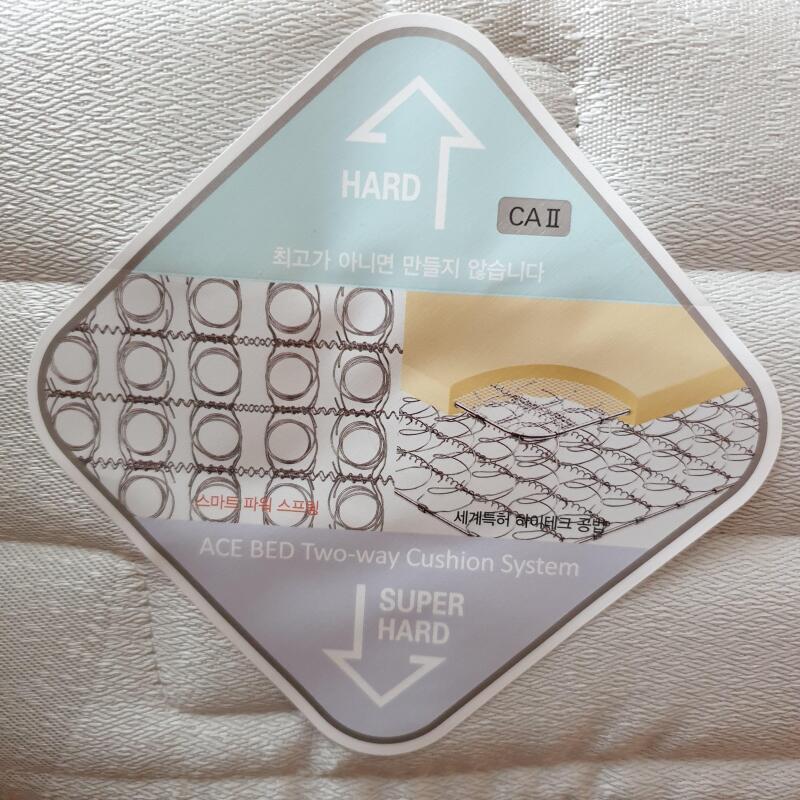 HARD
CAⅡ
최고가 아니면 만들지 않습니다
스마트 파워 스프링
세계특허 하이테크 공법
ACE BED Two-way Cushion System
SUPER
HARD